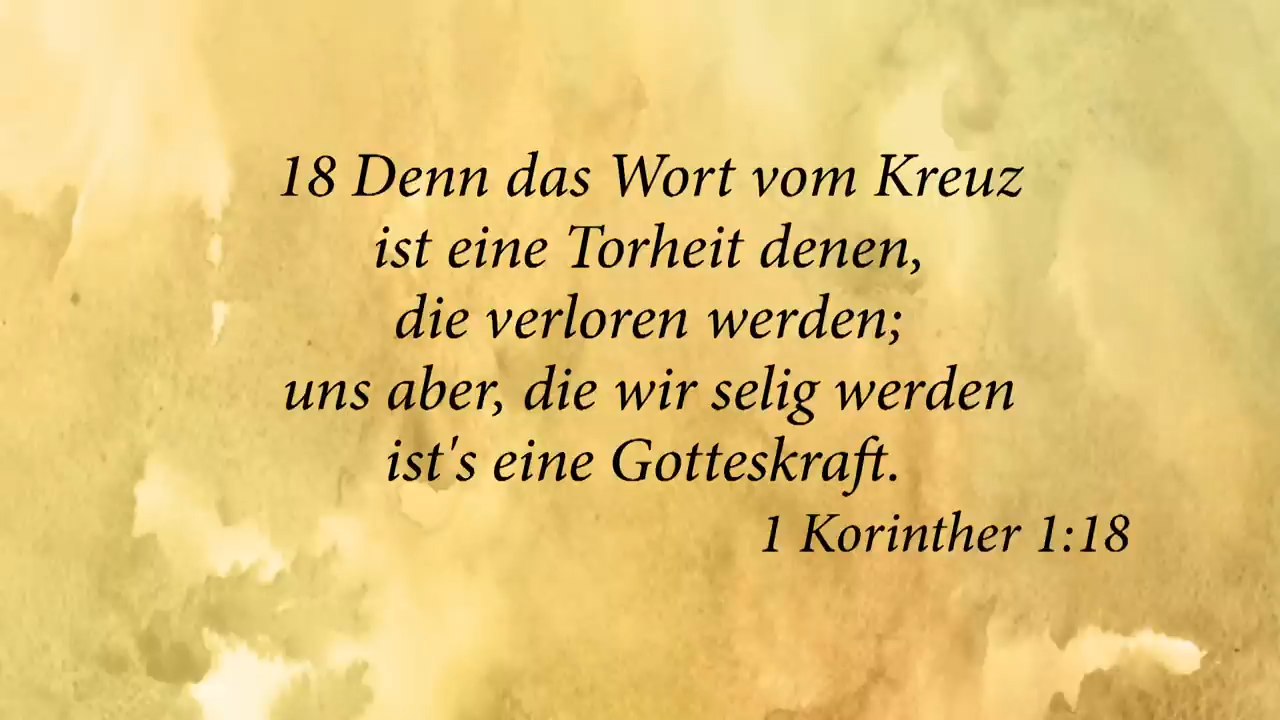 18 Denn das Wort vom Kreuz
ist eine Torheit denen,
die verloren werden;
uns aber, die wir selig werden
ist's eine Gotteskraft.
1 Korinther 1:18